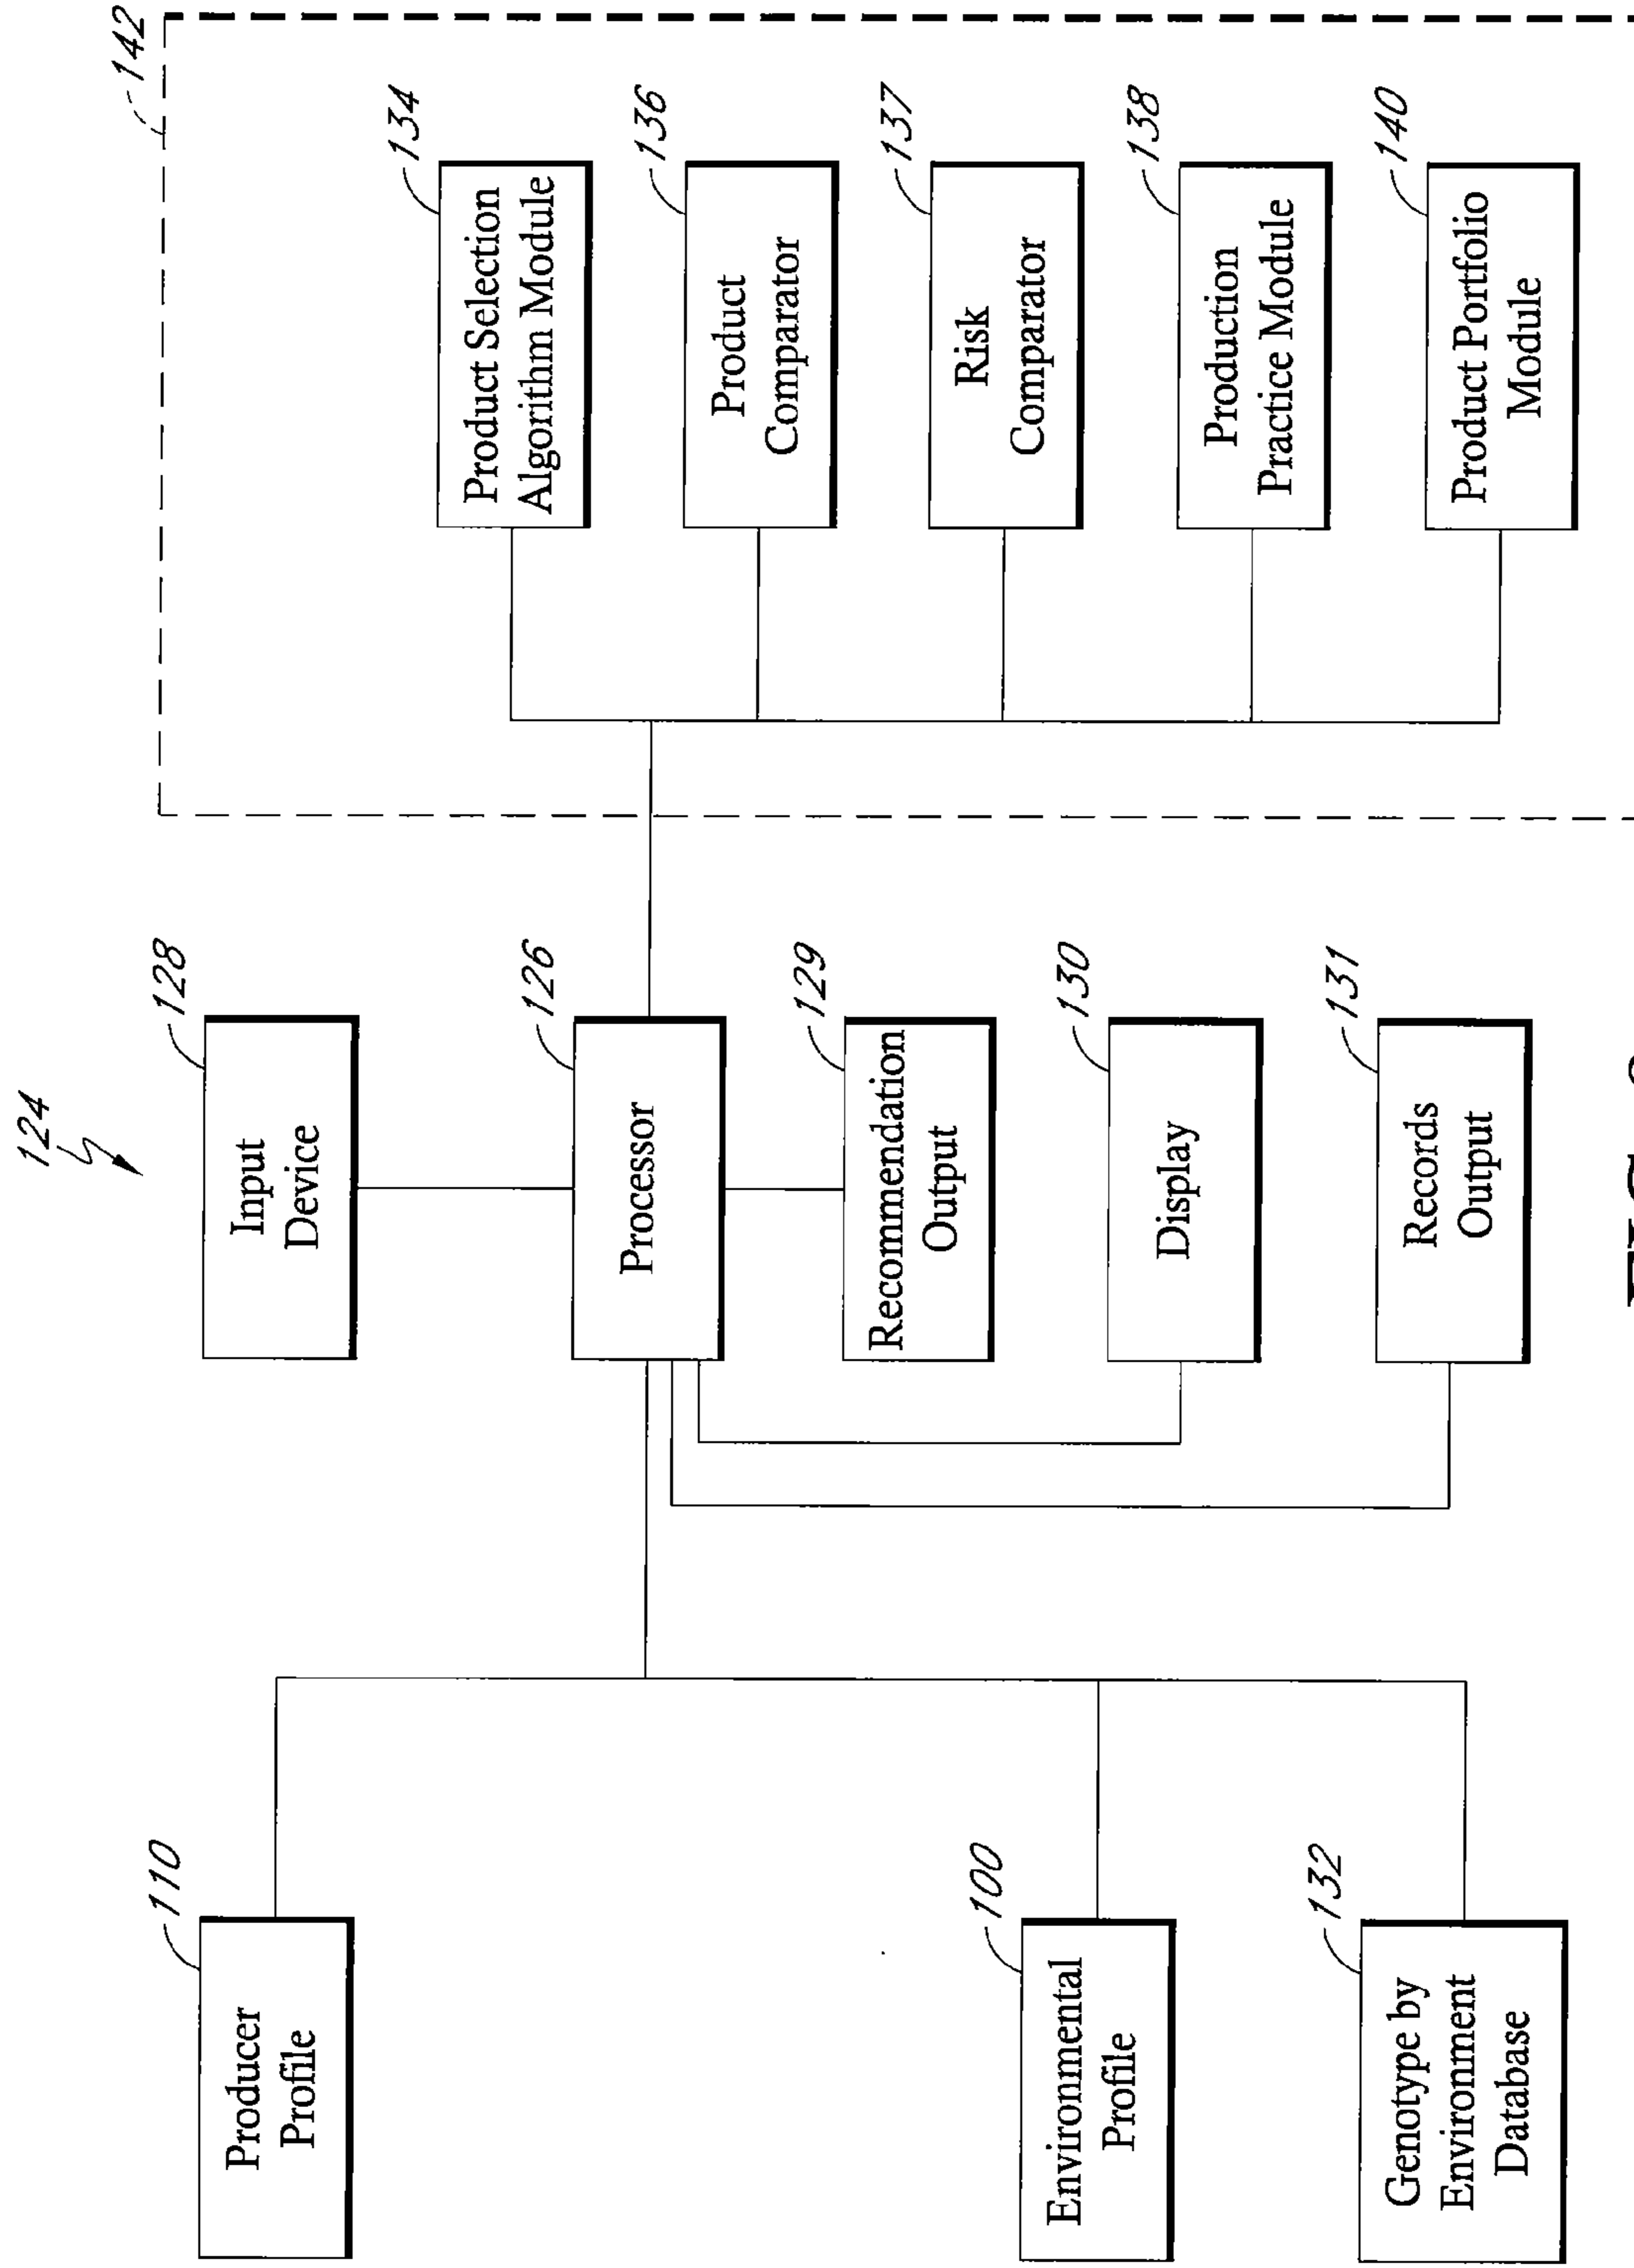 124
110
Producer
Profile
100
Environmental
Profile
132
Genotype by
Environment
Database
128
Input
Device
126
Processor
129
Recommendation
Output
130
Display
131
Records
Output
142
134
Product Selection
Algorithm Module
136
Product
Comparator
137
Risk
Comparator
138
Production
Practice Module
140
Product Portfolio
Module